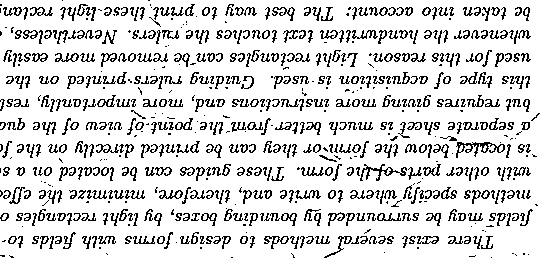 There exist several methods to design forms with fields to
fields may be surrounded by bounding boxes, by light rectangles o
methods specify where to write and, therefore, minimize the effec
with other parts of the form. These guides can be located on a se
is located below the form or they can be printed directly on the fo
a separate sheet is much better from the point of view of the qua
but requires giving more instructions and, more importantly, rest
this type of acquisition is used. Guiding rulers printed on the
used for this reason. Light rectangles can be removed more easily
whenever the handwritten text touches the rulers. Nevertheless,
be taken into account: The best way to print these light rectang